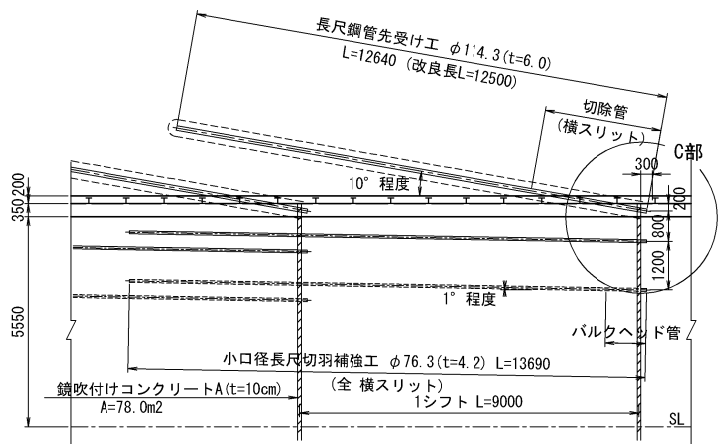 長尺鋼管先受け工 φ114.3(t=6.0)
L=12640 (改良長L=12500)
切除管
(横スリット)
C部
300
10°程度
200
350
5550
200
800
1200
1°程度
バルクヘッド管
小口径長尺切羽補強工 φ76.3(t=4.2) L=13690
(全 横スリット)
鏡吹付けコンクリートA(t=10cm)
A=78.0m2
1シフト L=9000
SL